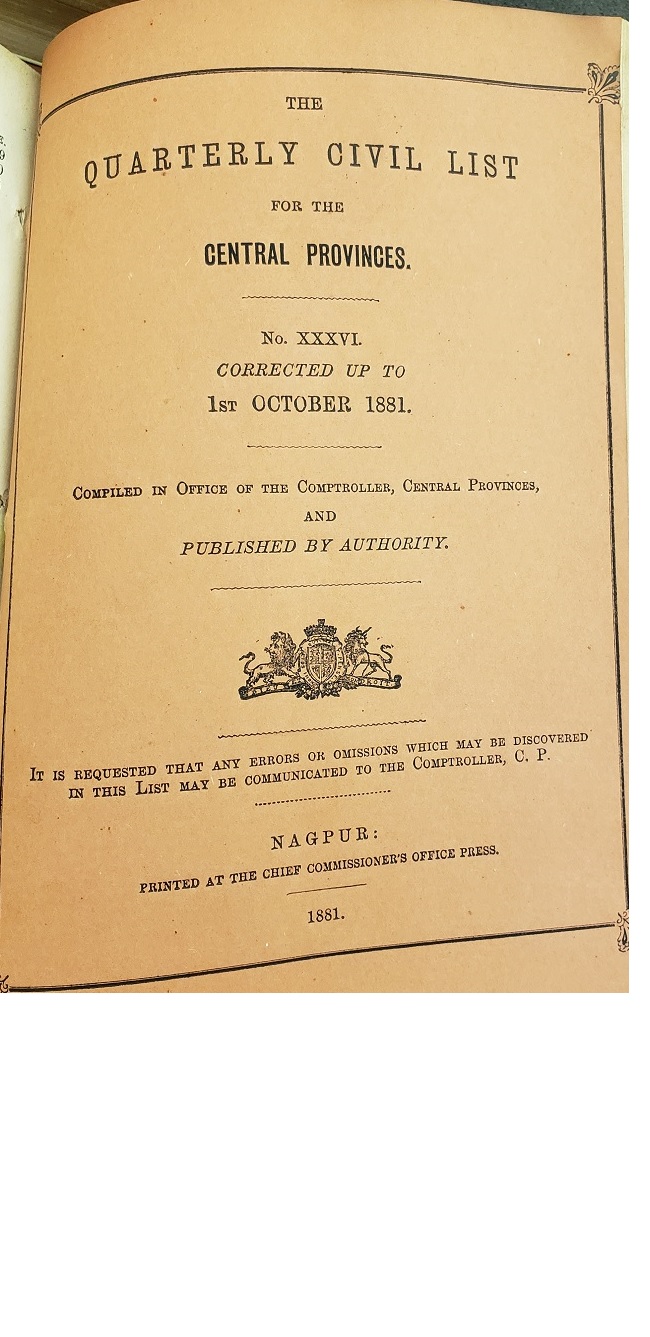 THE
QUARTERLY CIVIL LIST
FOR THE
CENTRAL PROVINCES.
No. XXXVI.
CORRECTED UP TO
1ST OCTOBER 1881.
COMPILED IN OFFICE OF THE COMPTROLLER, CENTRAL PROVINCES,
AND
PUBLISHED BY AUTHORITY.
IT IS REQUESTED THAT ANY ERRORS OR OMISSIONS WHICH MAY BE DISCOVERED
IN THIS LIST MAY BE COMMUNICATED TO THE COMPTROLLER, C. P.
NAGPUR:
PRINTED AT THE CHIEF COMMISSIONER'S OFFICE PRESS.
1881.